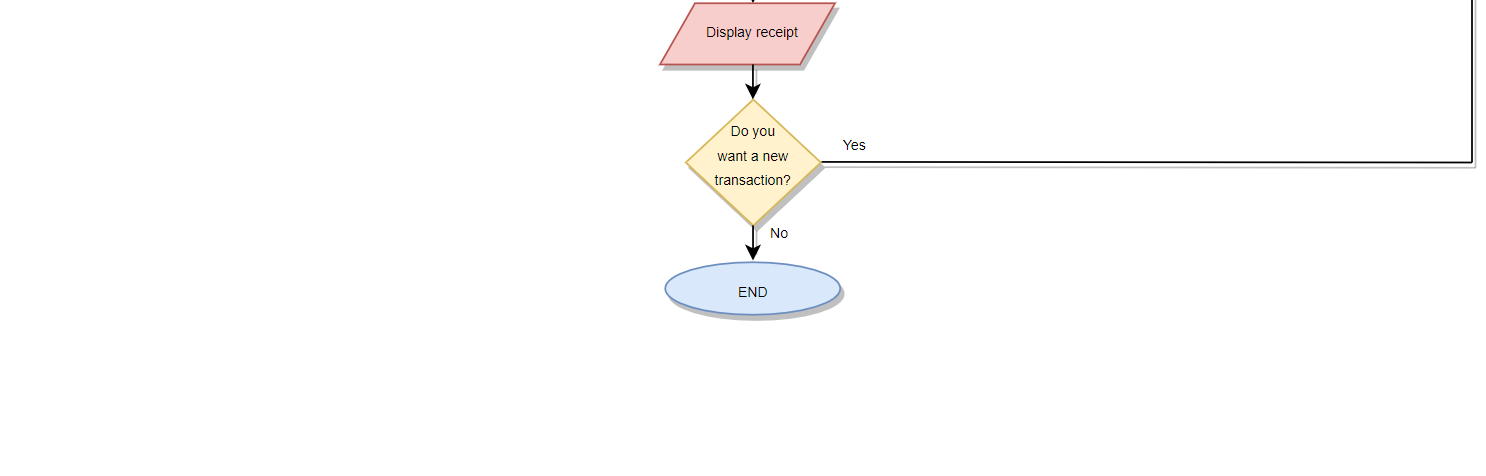 Display receipt
Do you
want a new
transaction?
Yes
No
END